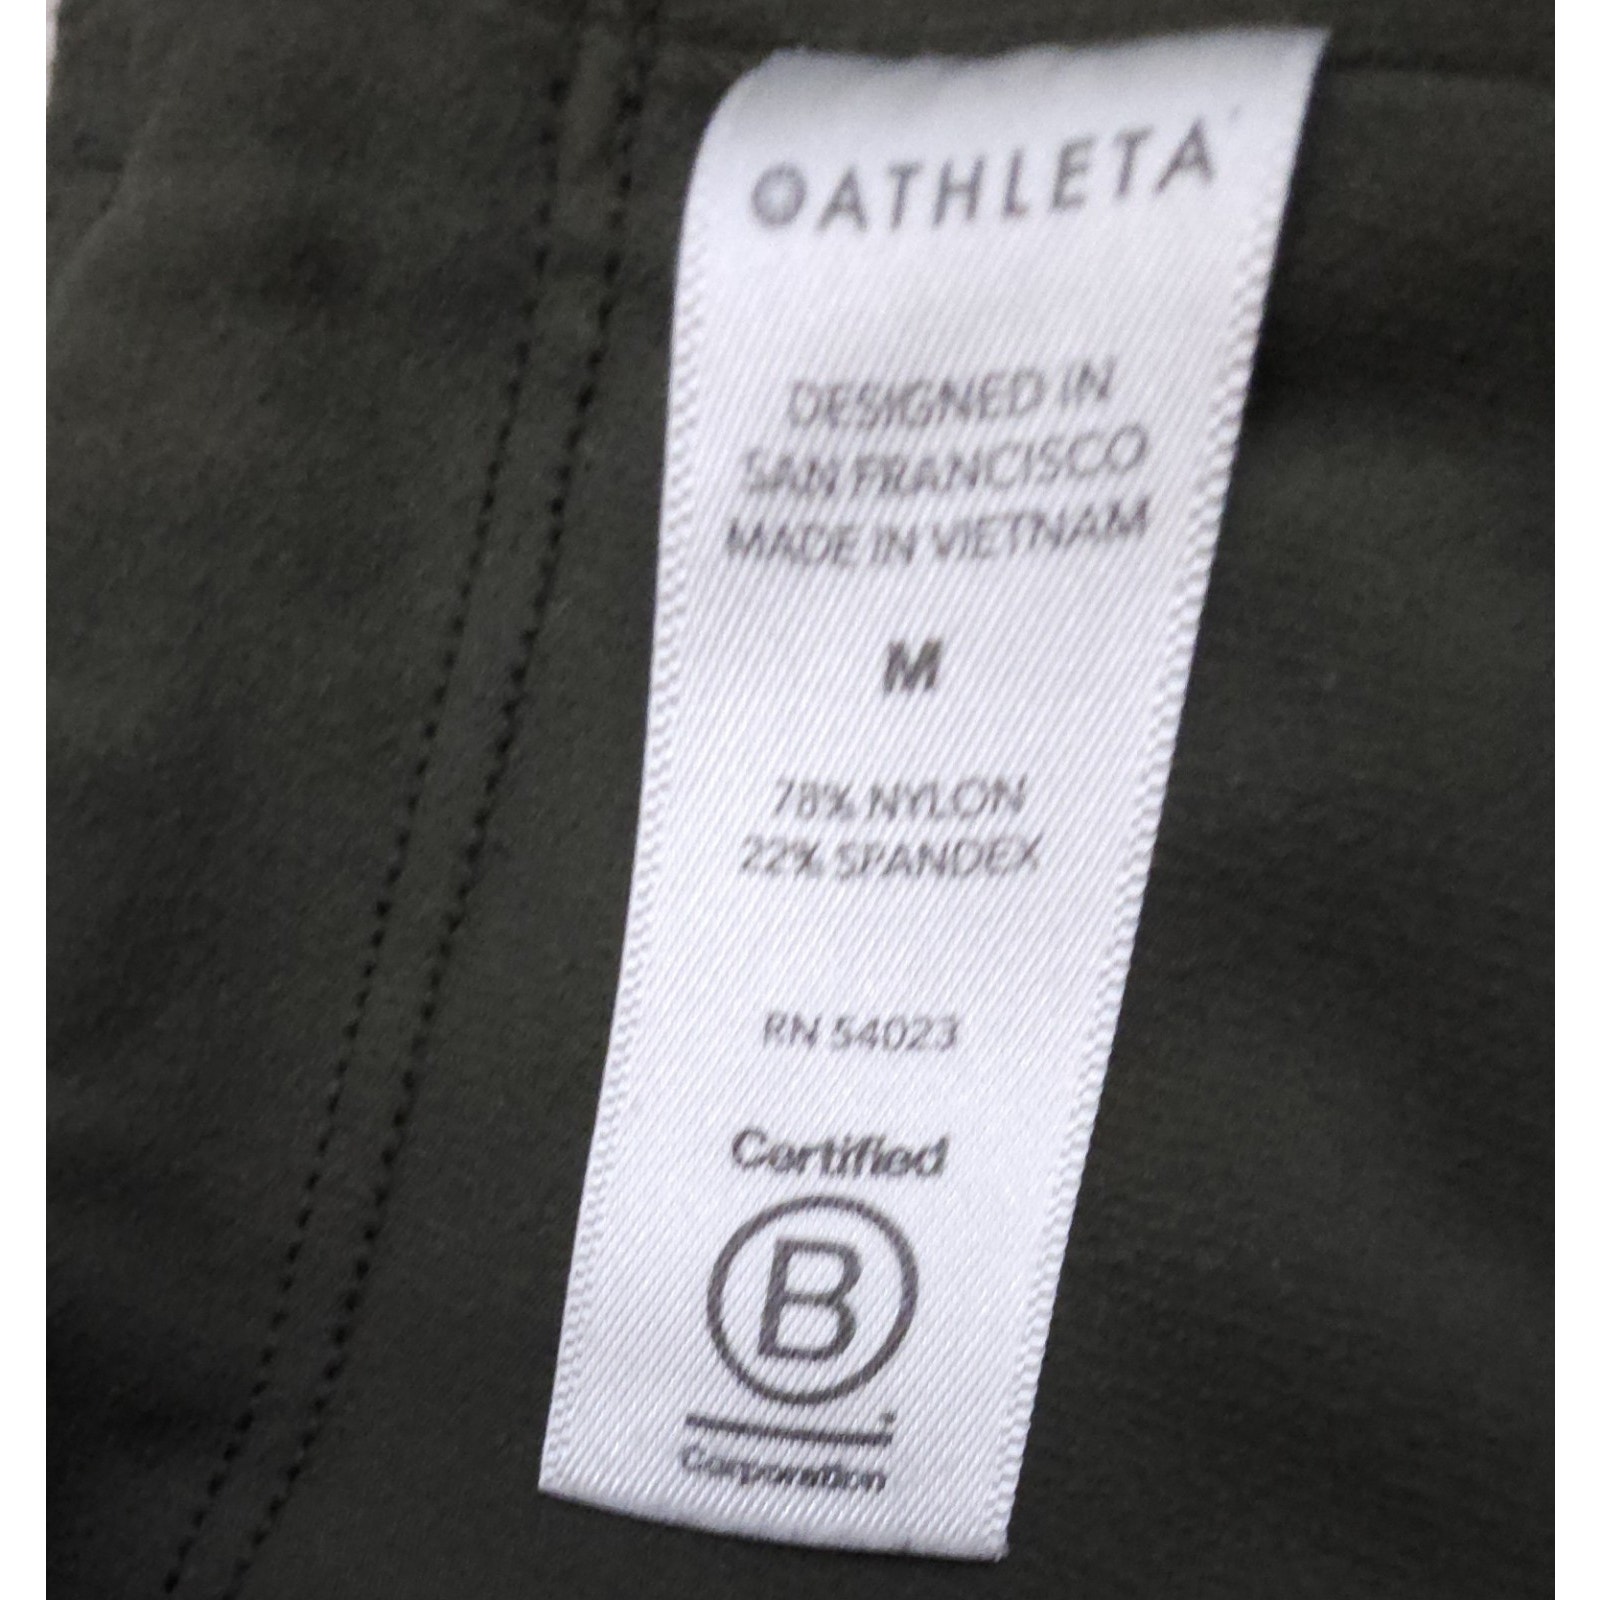 ATHLETA
DESIGNED IN
SAN FRANCISCO
MADE IN VIETNAM
M
78% NYLON
22% SPANDEX
RN 54023
Certified
B
Corporation